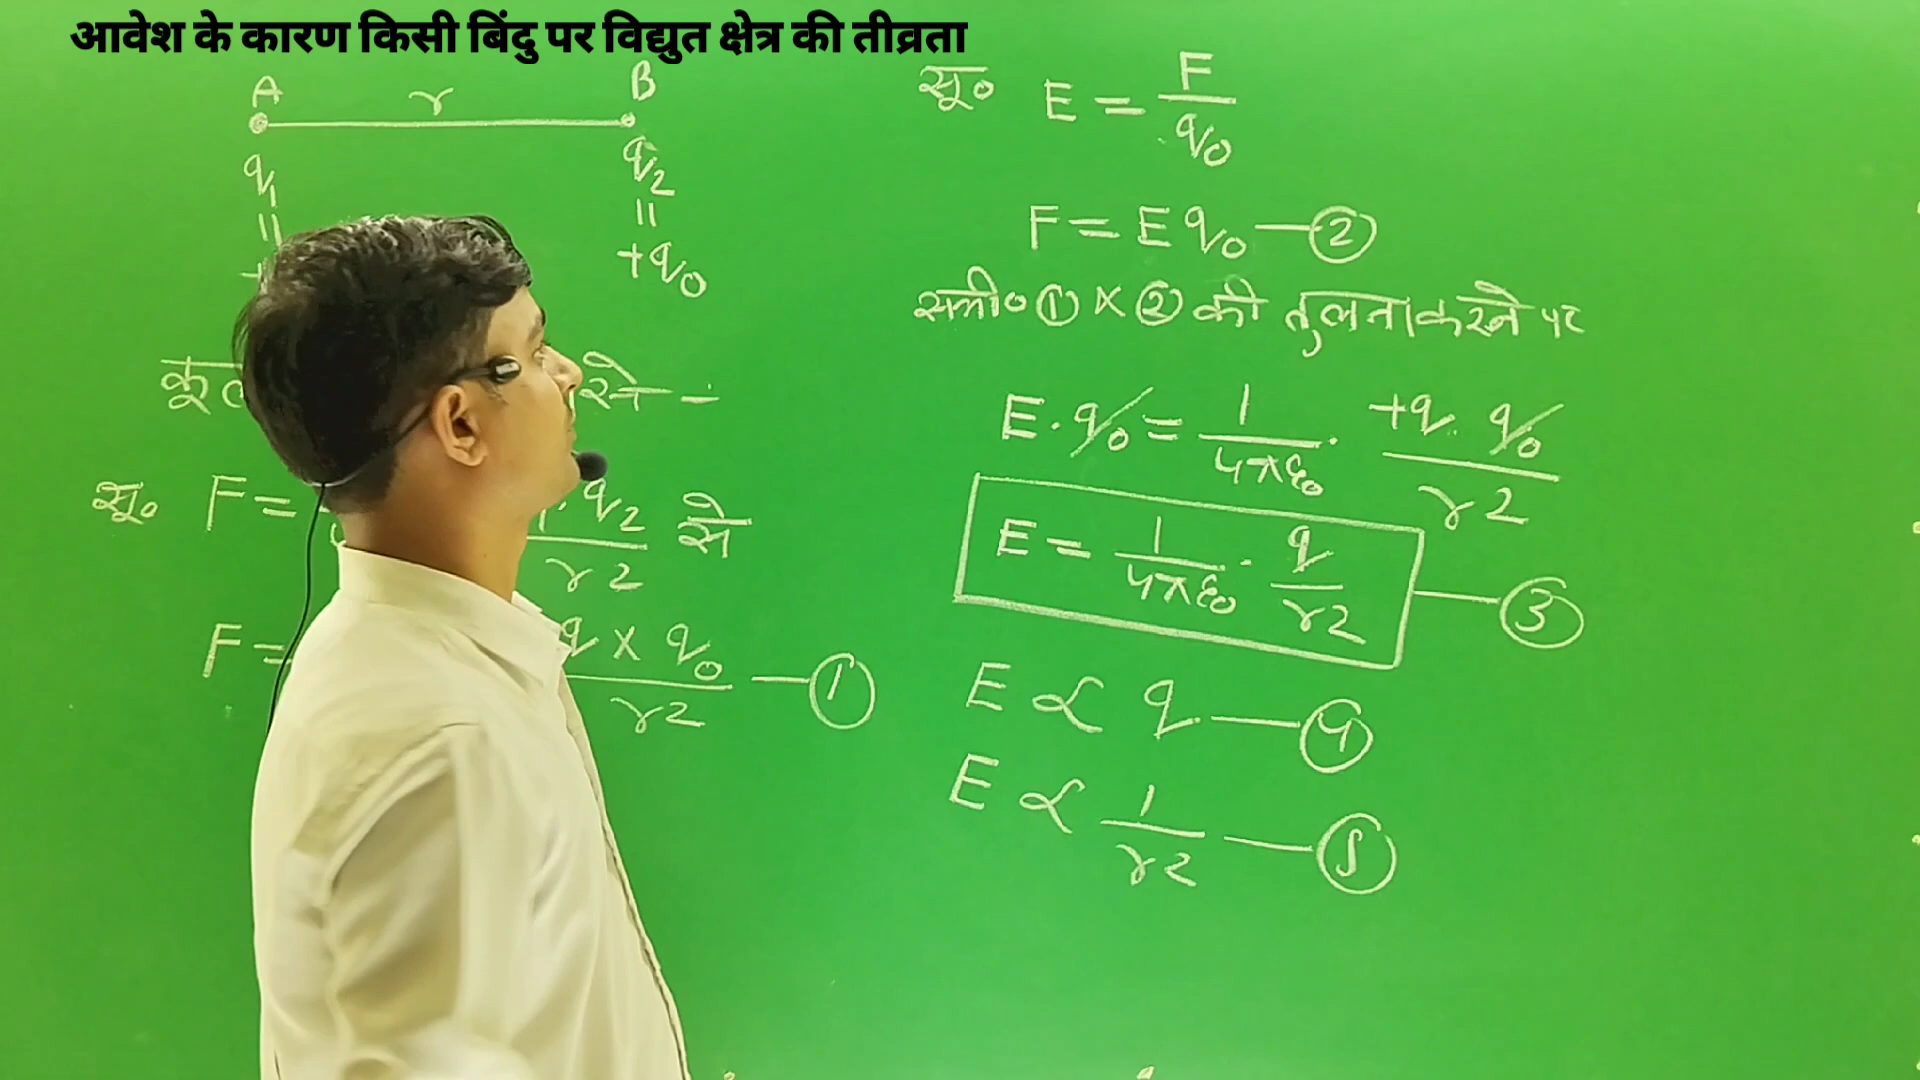 आवेश के कारण किसी बिंदु पर विद्युत क्षेत्र की तीव्रता
A r B
q1 q2
||
||
+q0
सू०
F =
. q2 / r2 से
F =
q x q0 / r2 — ①
सू० E = F / q0
F = E q0 — ②
समी० ① x ② की तुलना करने पर
E . q0 = 1 / 4πε0 . +q . q0 / r2
E = 1 / 4πε0 . q / r2 — ③
E ∝ q — ④
E ∝ 1 / r2 — ⑤